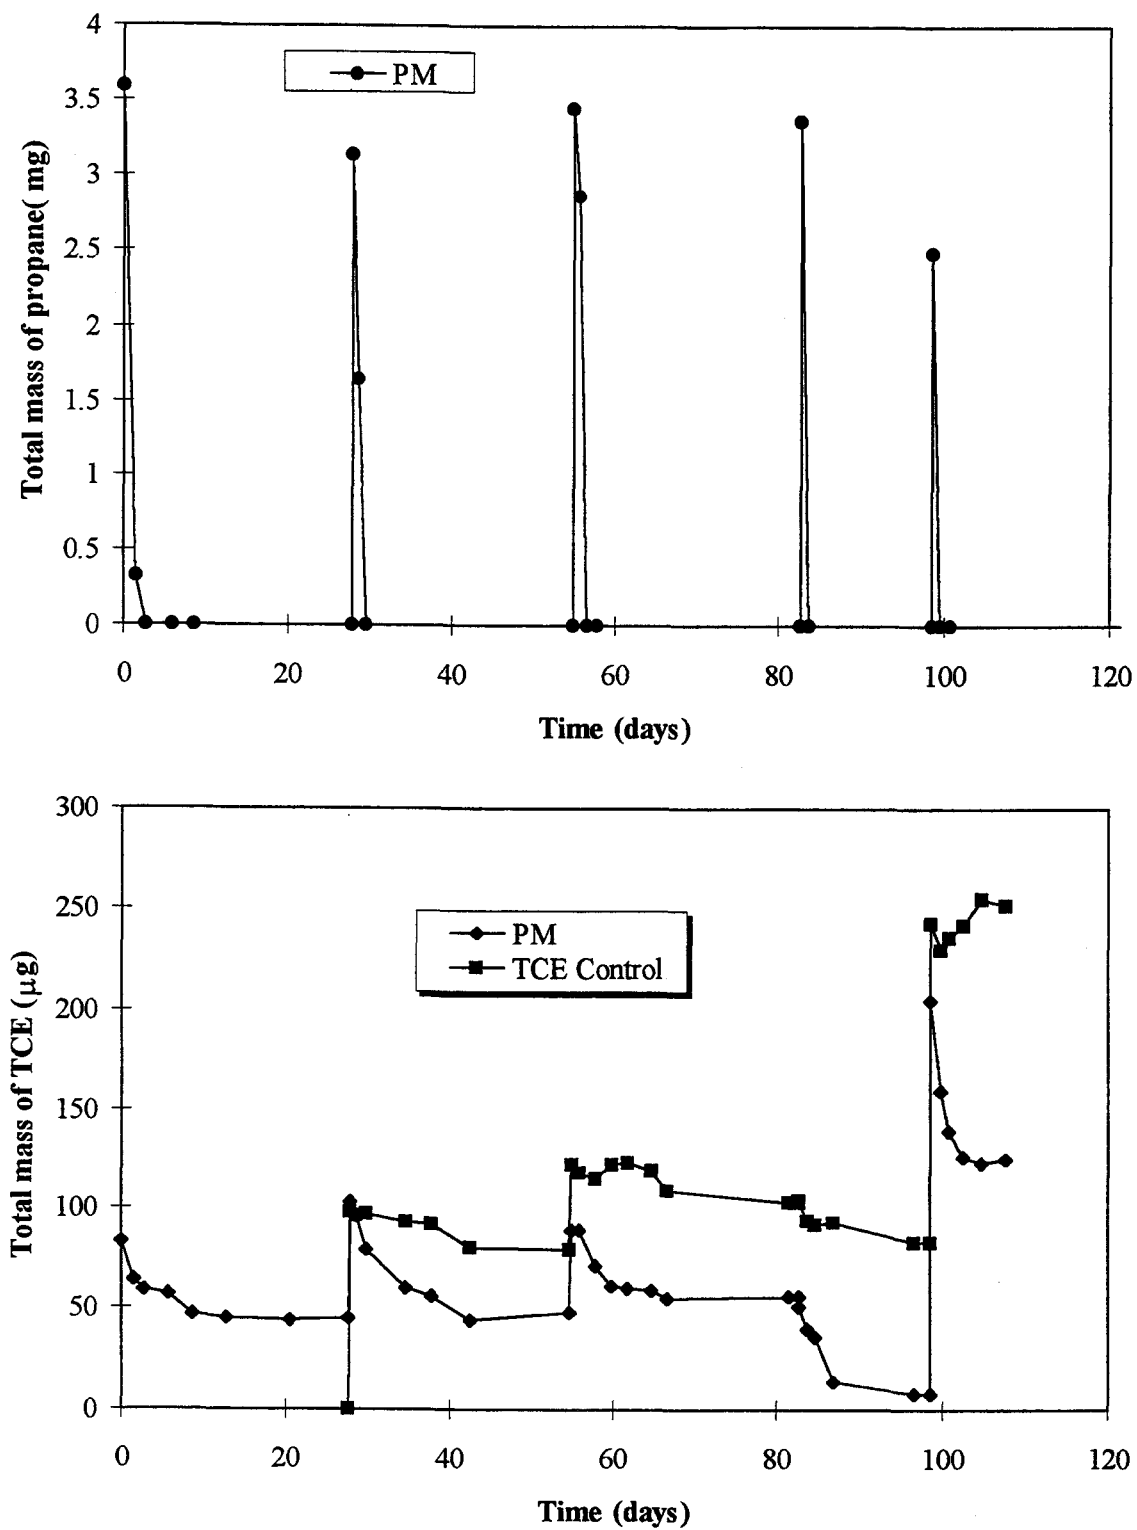 4
3.5
3
2.5
2
1.5
1
0.5
0
Total mass of propane( mg)
PM
0 20 40 60 80 100 120
Time (days)
300
250
200
150
100
50
0
Total mass of TCE (μg)
PM
TCE Control
0 20 40 60 80 100 120
Time (days)